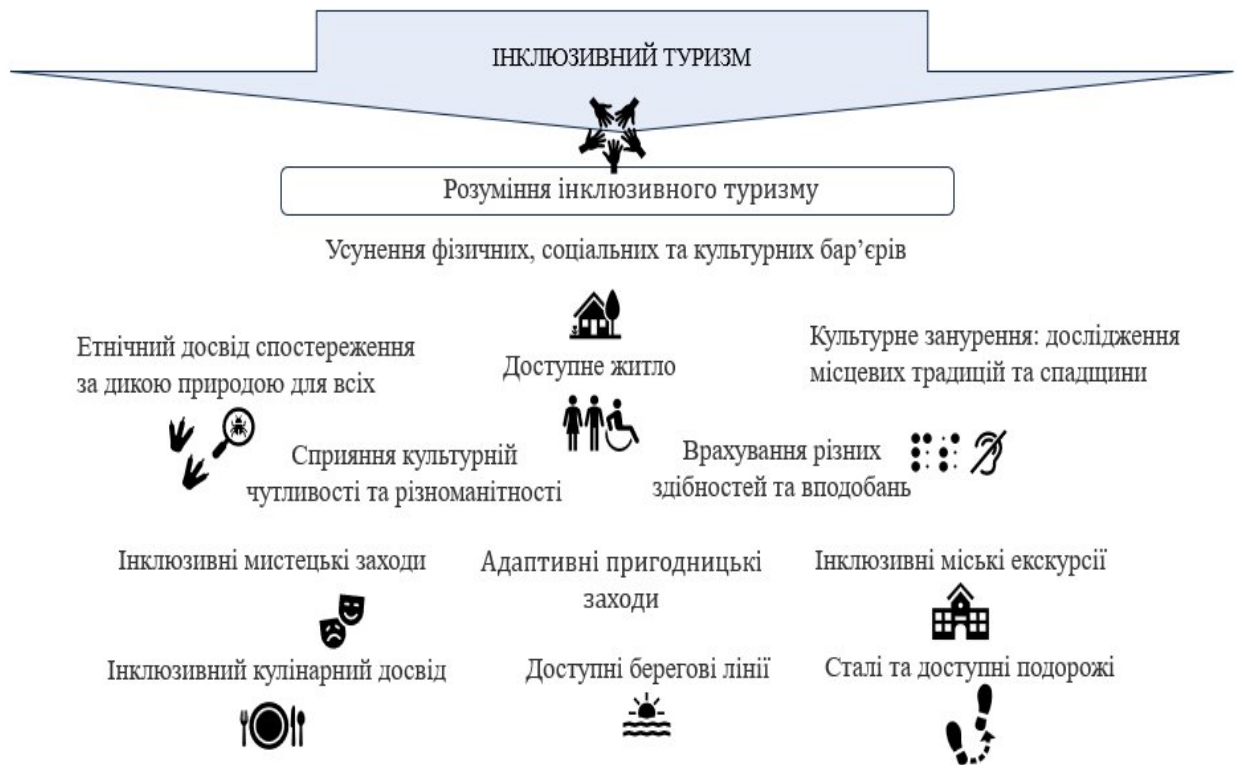 ІНКЛЮЗИВНИЙ ТУРИЗМ
Розуміння інклюзивного туризму
Усунення фізичних, соціальних та культурних бар’єрів
Етнічний досвід спостереження
за дикою природою для всіх
Доступне житло
Культурне занурення: дослідження
місцевих традицій та спадщини
Сприяння культурній
чутливості та різноманітності
Врахування різних
здібностей та вподобань
Інклюзивні мистецькі заходи
Адаптивні пригодницькі
заходи
Інклюзивні міські екскурсії
Інклюзивний кулінарний досвід
Доступні берегові лінії
Сталі та доступні подорожі